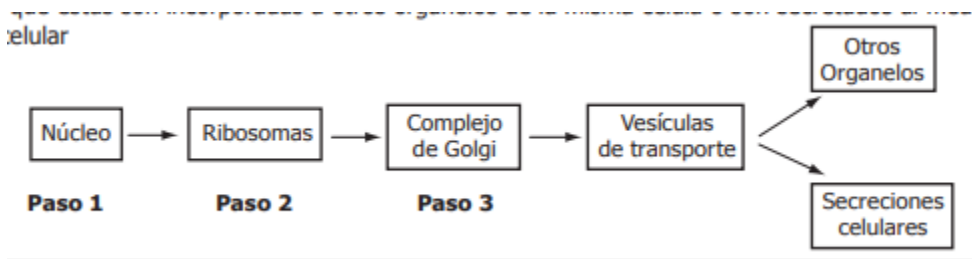 celular
Otros
Organelos
Núcleo
Ribosomas
Complejo
de Golgi
Vesículas
de transporte
Paso 1
Paso 2
Paso 3
Secreciones
celulares